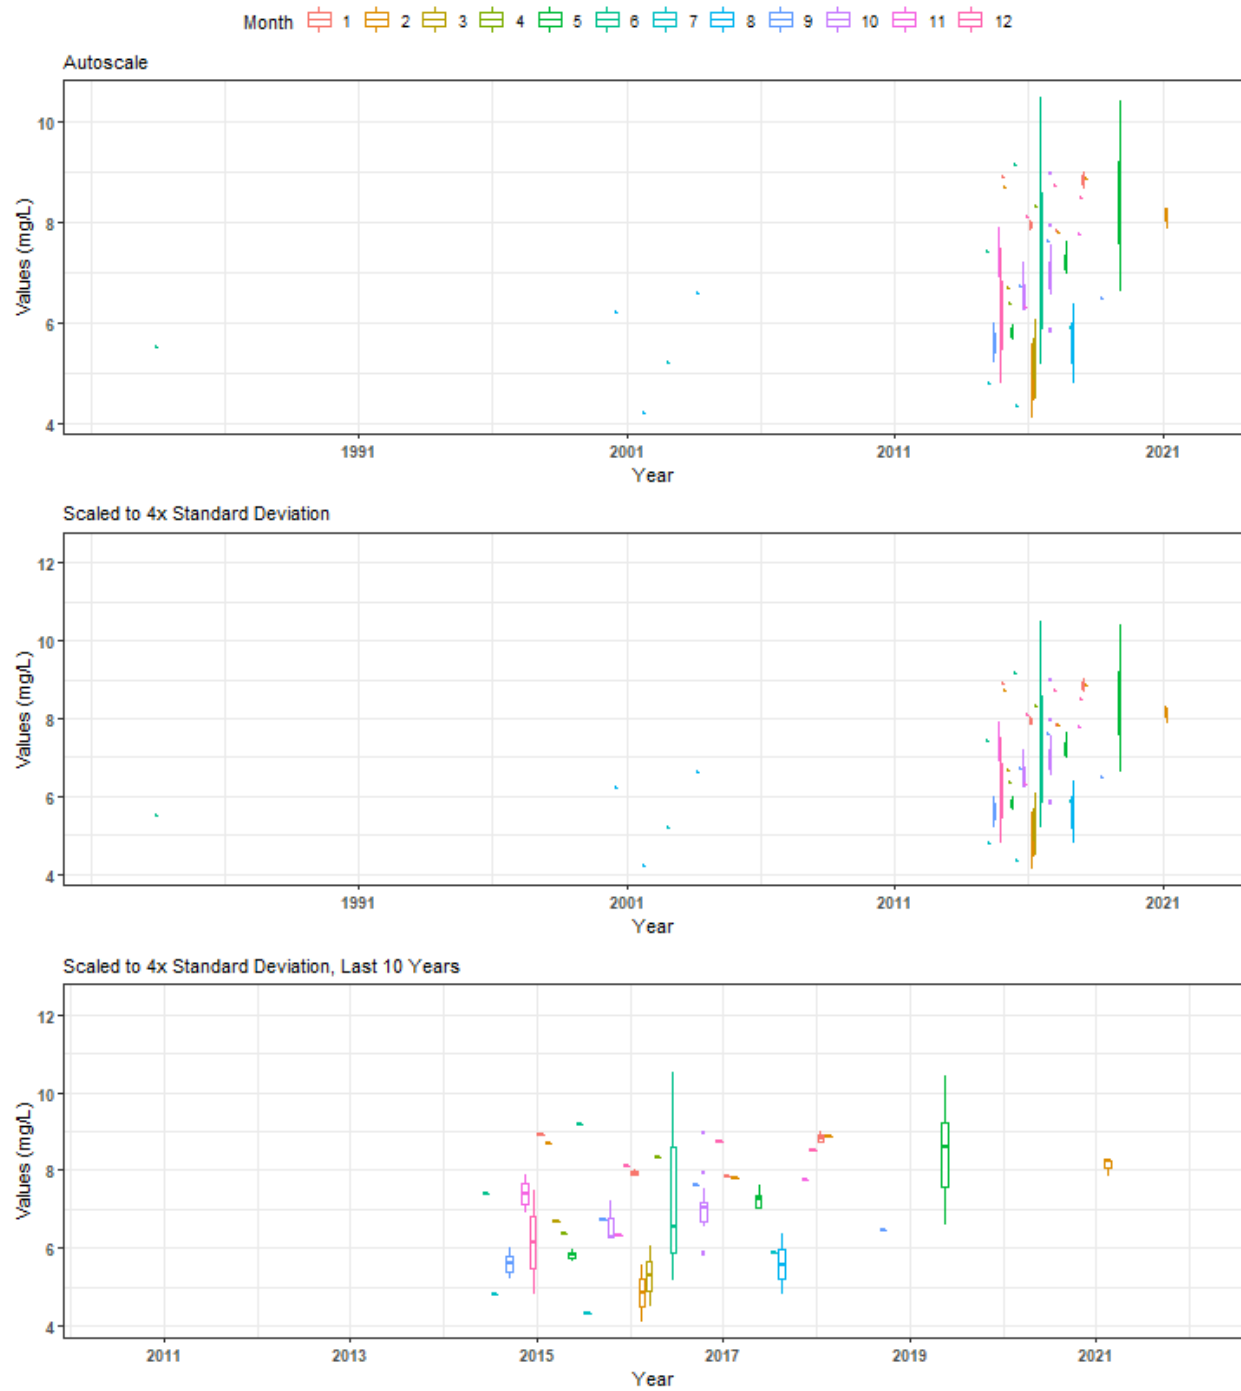 Month 1 2 3 4 5 6 7 8 9 10 11 12
Autoscale
10
8
6
4
Values (mg/L)
1991 2001 2011 2021
Year
Scaled to 4x Standard Deviation
12
10
8
6
4
Values (mg/L)
1991 2001 2011 2021
Year
Scaled to 4x Standard Deviation, Last 10 Years
12
10
8
6
4
Values (mg/L)
2011 2013 2015 2017 2019 2021
Year